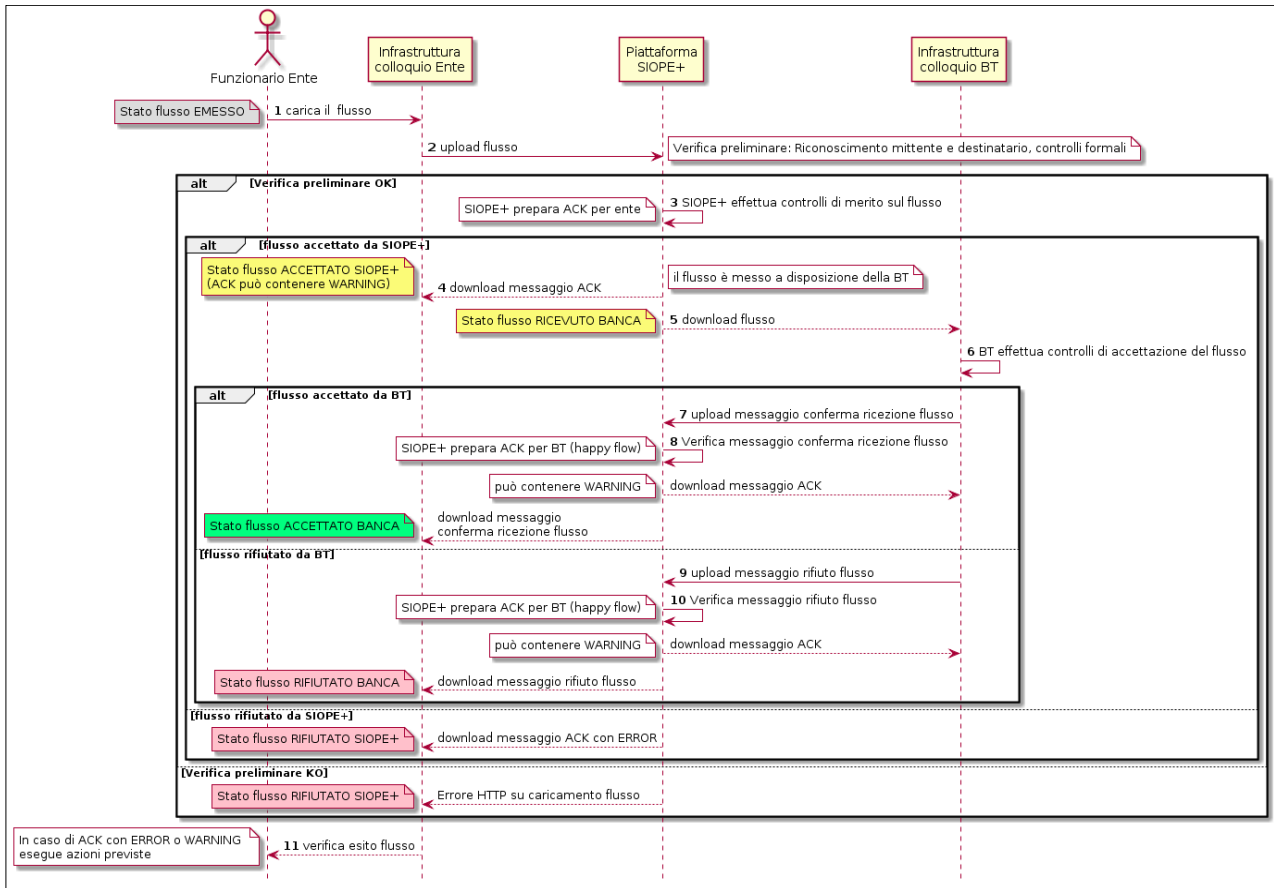 Funzionario Ente
Infrastruttura
colloquio Ente
Piattaforma
SIOPE+
Infrastruttura
colloquio BT
Stato flusso EMESSO
1 carica il flusso
2 upload flusso
Verifica preliminare: Riconoscimento mittente e destinatario, controlli formali
alt [Verifica preliminare OK]
SIOPE+ prepara ACK per ente
3 SIOPE+ effettua controlli di merito sul flusso
alt [flusso accettato da SIOPE+]
Stato flusso ACCETTATO SIOPE+
(ACK può contenere WARNING)
4 download messaggio ACK
il flusso è messo a disposizione della BT
Stato flusso RICEVUTO BANCA
5 download flusso
6 BT effettua controlli di accettazione del flusso
alt [flusso accettato da BT]
7 upload messaggio conferma ricezione flusso
SIOPE+ prepara ACK per BT (happy flow)
8 Verifica messaggio conferma ricezione flusso
può contenere WARNING
download messaggio ACK
Stato flusso ACCETTATO BANCA
download messaggio
conferma ricezione flusso
[flusso rifiutato da BT]
9 upload messaggio rifiuto flusso
SIOPE+ prepara ACK per BT (happy flow)
10 Verifica messaggio rifiuto flusso
può contenere WARNING
download messaggio ACK
Stato flusso RIFIUTATO BANCA
download messaggio rifiuto flusso
[flusso rifiutato da SIOPE+]
Stato flusso RIFIUTATO SIOPE+
download messaggio ACK con ERROR
[Verifica preliminare KO]
Stato flusso RIFIUTATO SIOPE+
Errore HTTP su caricamento flusso
In caso di ACK con ERROR o WARNING
esegue azioni previste
11 verifica esito flusso